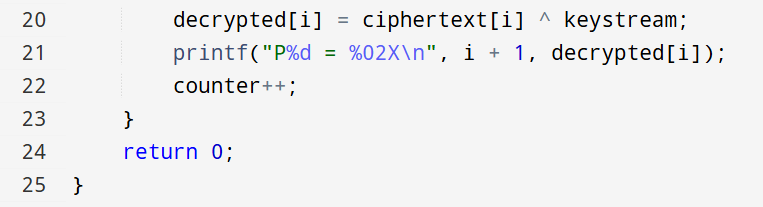 20 decrypted[i] = ciphertext[i] ^ keystream;
21 printf("P%d = %02X\n", i + 1, decrypted[i]);
22 counter++;
23 }
24 return 0;
25 }